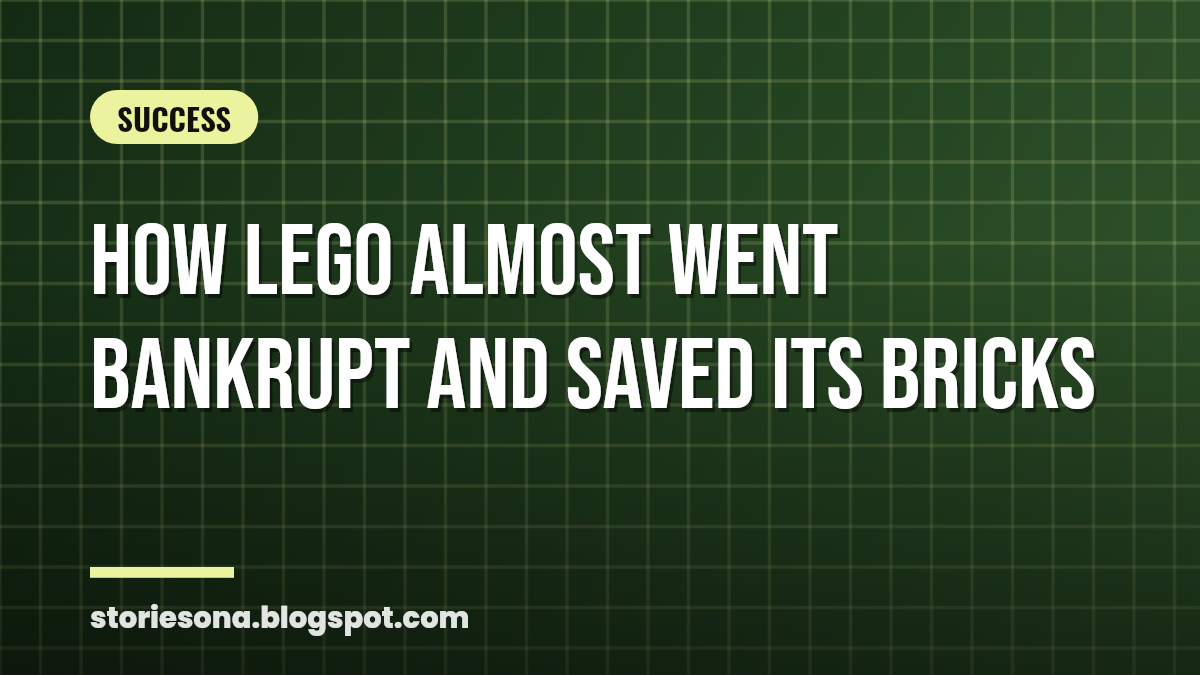 SUCCESS
HOW LEGO ALMOST WENT
BANKRUPT AND SAVED ITS BRICKS
storiesona.blogspot.com